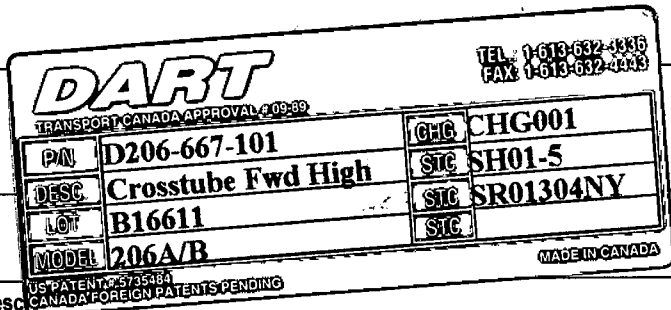 DART
TEL: 1-613-632-3336
FAX: 1-613-632-4443
TRANSPORT CANADA APPROVAL # 09-89
P/N D206-667-101 CHG CHG001
DESC Crosstube Fwd High STC SH01-5
LOT B16611 STC SR01304NY
MODEL 206A/B STC
US PATENT # 5735484 MADE IN CANADA
CANADA FOREIGN PATENTS PENDING
esc